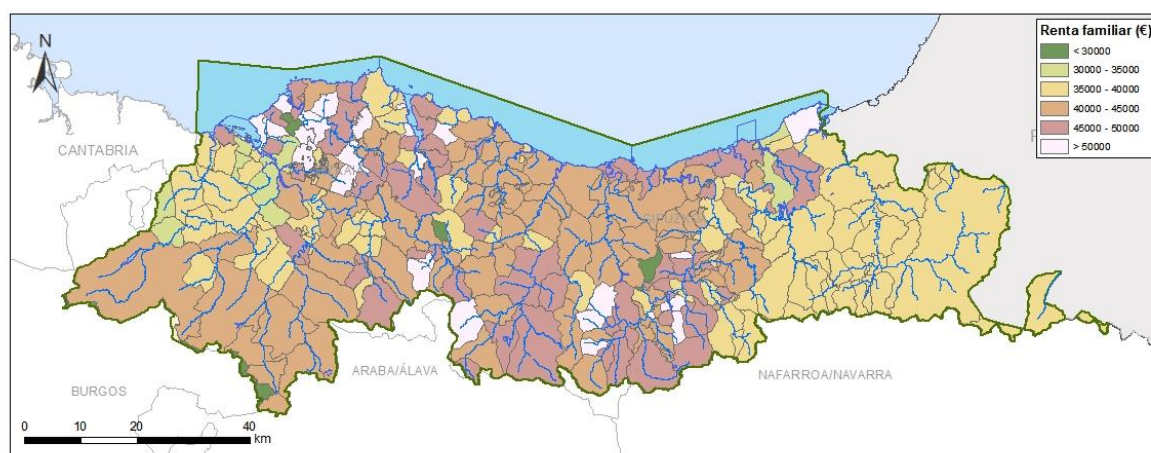 N
Renta familiar (€)
< 30000
30000 - 35000
35000 - 40000
40000 - 45000
45000 - 50000
> 50000
CANTABRIA
ARABA/ÁLAVA
NAFARROA/NAVARRA
BURGOS
0 10 20 40
km